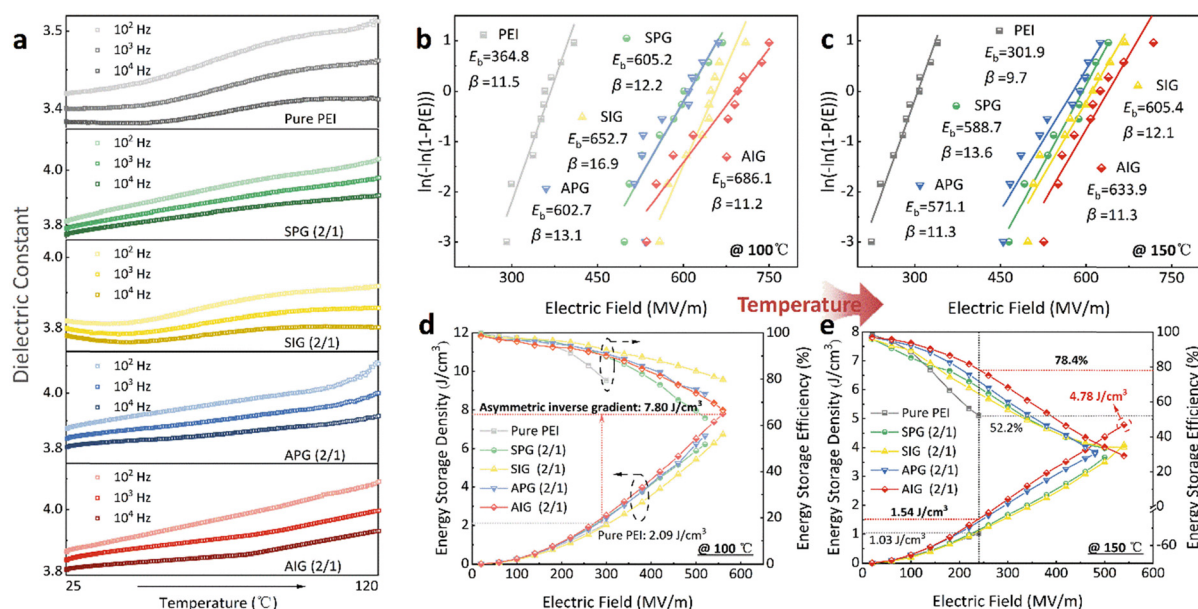 a
Dielectric Constant
3.5
3.4
10² Hz
10³ Hz
10⁴ Hz
Pure PEI
3.8
10² Hz
10³ Hz
10⁴ Hz
SPG (2/1)
4.0
3.8
10² Hz
10³ Hz
10⁴ Hz
SIG (2/1)
4.0
3.8
10² Hz
10³ Hz
10⁴ Hz
APG (2/1)
4.0
3.8
10² Hz
10³ Hz
10⁴ Hz
AIG (2/1)
25
120
Temperature (℃)
b
ln(-ln(1-P(E)))
1
0
-1
-2
-3
PEI
E_b=364.8
β=11.5
SPG
E_b=605.2
β=12.2
SIG
E_b=652.7
β=16.9
APG
E_b=602.7
β=13.1
AIG
E_b=686.1
β=11.2
@ 100℃
300
450
600
750
Electric Field (MV/m)
c
ln(-ln(1-P(E)))
1
0
-1
-2
-3
PEI
E_b=301.9
β=9.7
SPG
E_b=588.7
β=13.6
SIG
E_b=605.4
β=12.1
APG
E_b=571.1
β=11.3
AIG
E_b=633.9
β=11.3
@ 150℃
300
450
600
750
Electric Field (MV/m)
Temperature
d
Energy Storage Density (J/cm³)
12
10
8
6
4
2
0
Asymmetric inverse gradient: 7.80 J/cm³
Pure PEI
SPG (2/1)
SIG (2/1)
APG (2/1)
AIG (2/1)
Pure PEI: 2.09 J/cm³
@ 100℃
100
80
60
40
20
0
Energy Storage Efficiency (%)
0
100
200
300
400
500
600
Electric Field (MV/m)
e
Energy Storage Density (J/cm³)
8
7
6
5
4
3
2
1
0
78.4%
4.78 J/cm³
52.2%
Pure PEI
SPG (2/1)
SIG (2/1)
APG (2/1)
AIG (2/1)
1.54 J/cm³
1.03 J/cm³
@ 150℃
100
80
60
40
20
0
-60
Energy Storage Efficiency (%)
0
80
160
240
320
400
480
560
Electric Field (MV/m)